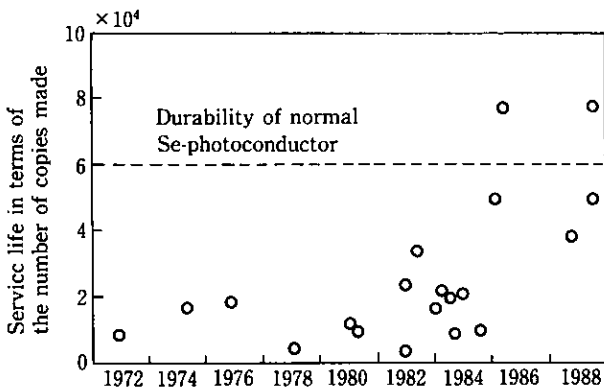 × 10⁴
10
8
6
4
2
0
Durability of normal
Se-photoconductor
Servicc life in terms of
the number of copies made
1972 1974 1976 1978 1980 1982 1984 1986 1988